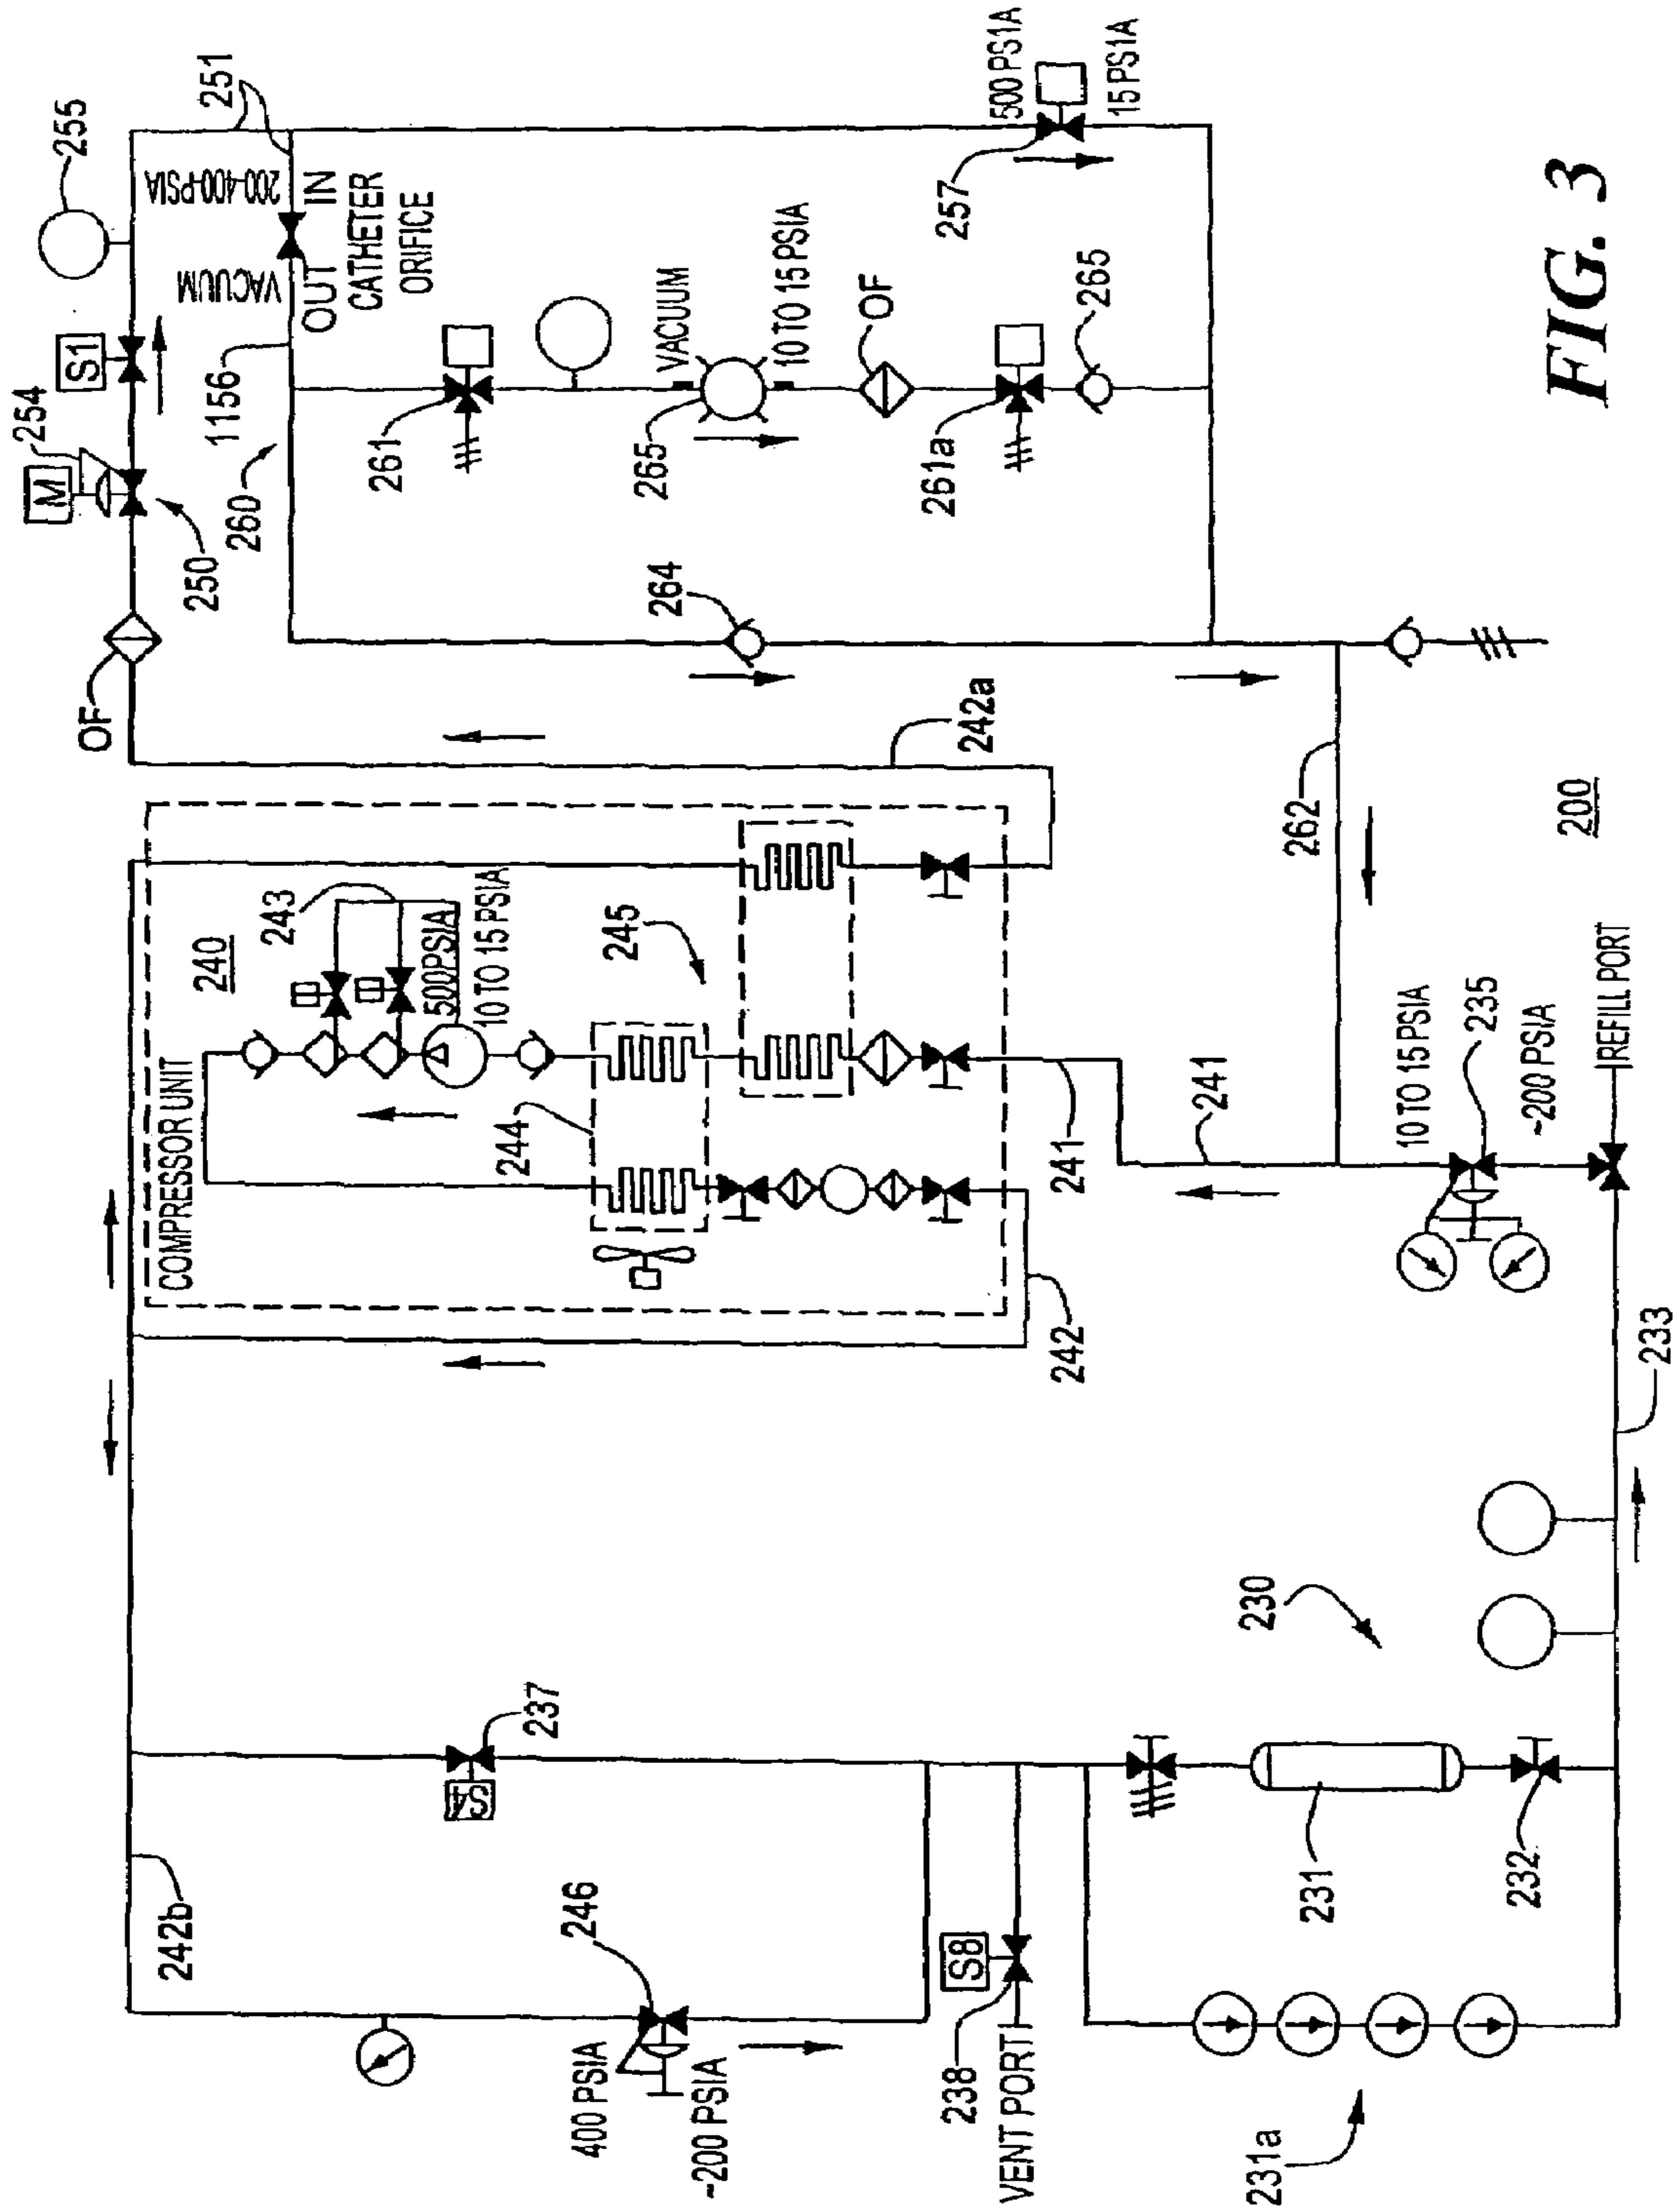 255
251
254
M
S1
250
OF
260
1156
200-400-PSIA
VACUUM
OUT IN
CATHETER
ORIFICE
261
265
VACUUM
10 TO 15 PSIA
OF
261a
265
264
500 PS1A
15 PS1A
257
FIG. 3
242a
262
200
COMPRESSOR UNIT
240
243
500PSIA
10 TO 15 PSIA
244
245
241
241
242
10 TO 15 PSIA
235
~200 PSIA
REFILL PORT
233
230
237
S4
242b
246
400 PSIA
~200 PSIA
S8
238
VENT PORT
231
232
231a